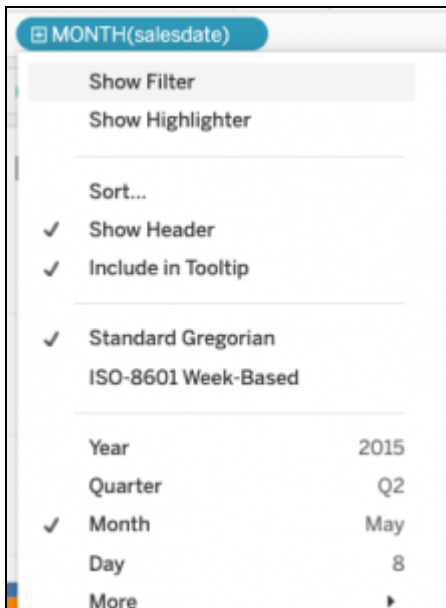 MONTH(salesdate)
Show Filter
Show Highlighter
Sort...
Show Header
Include in Tooltip
Standard Gregorian
ISO-8601 Week-Based
Year 2015
Quarter Q2
Month May
Day 8
More